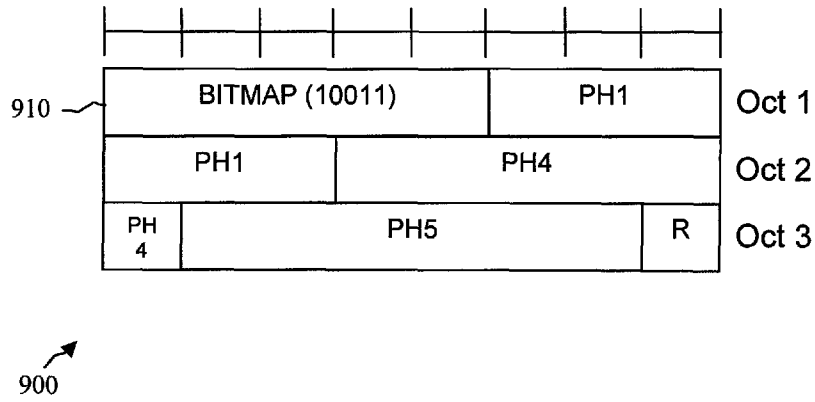 910
BITMAP (10011)
PH1
Oct 1
PH1
PH4
Oct 2
PH
4
PH5
R
Oct 3
900